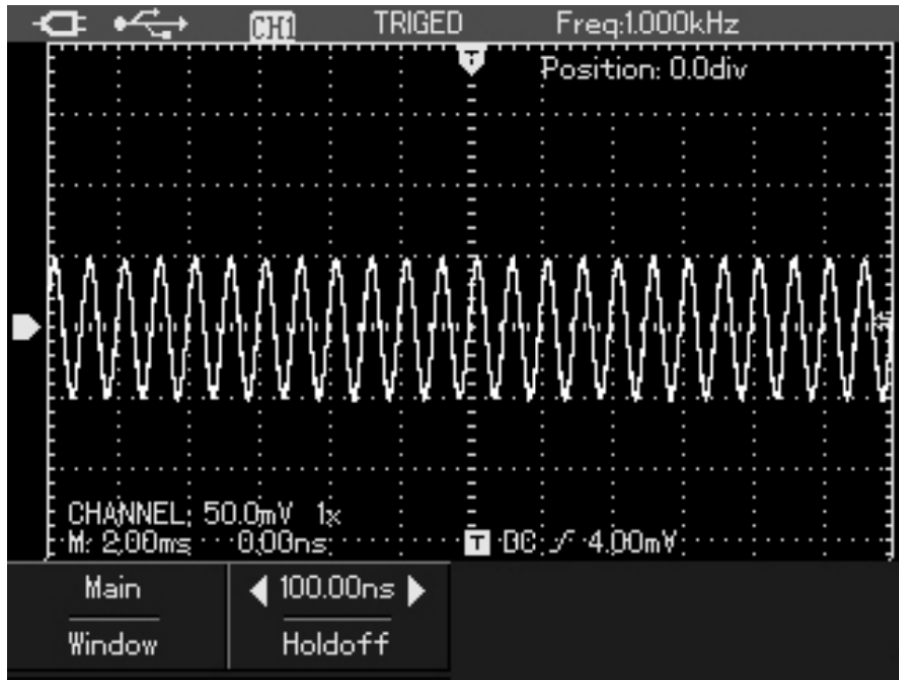 CH1 TRIGED Freq:1.000kHz
T
Position: 0.0div
CHANNEL: 50.0mV 1x
M: 2.00ms 0.00ns T DC 4.00mV
Main ◀ 100.00ns ▶
Window Holdoff